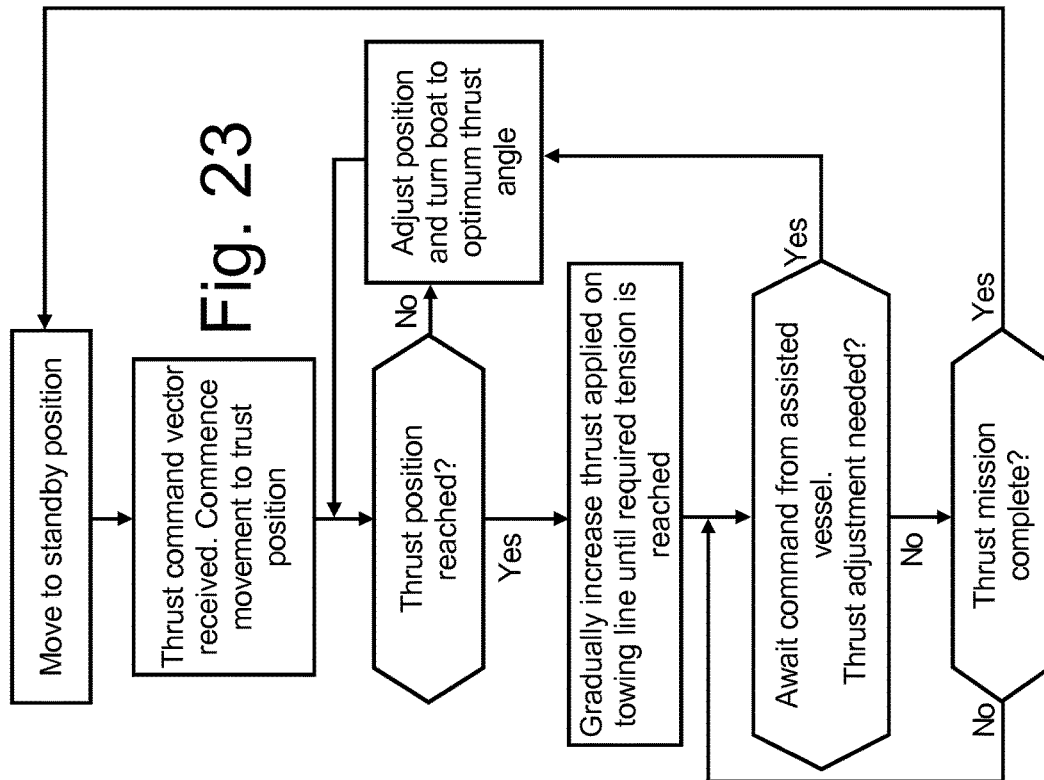 Fig. 23
Move to standby position
Thrust command vector
received. Commence
movement to trust
position
Thrust position
reached?
No
Yes
Adjust position
and turn boat to
optimum thrust
angle
Gradually increase thrust applied on
towing line until required tension is
reached
Await command from assisted
vessel.
Thrust adjustment needed?
Yes
No
Thrust mission
complete?
No
Yes